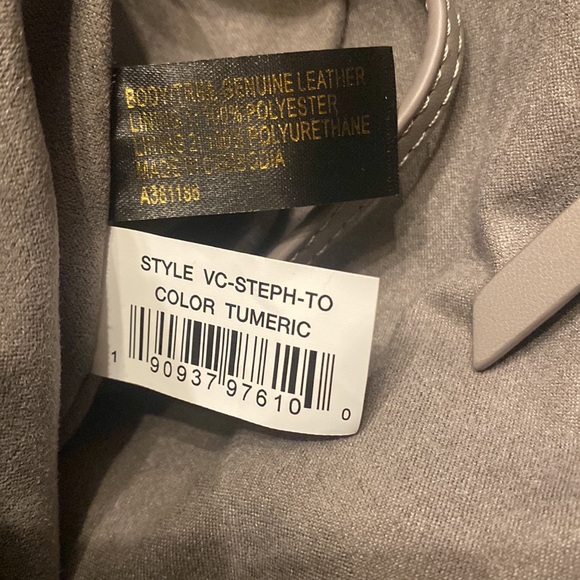 BODY/TRIM: GENUINE LEATHER
LINING 1: 100% POLYESTER
LINING 2: 100% POLYURETHANE
MADE IN CAMBODIA
A381186
STYLE VC-STEPH-TO
COLOR TUMERIC
1 90937 97610 0